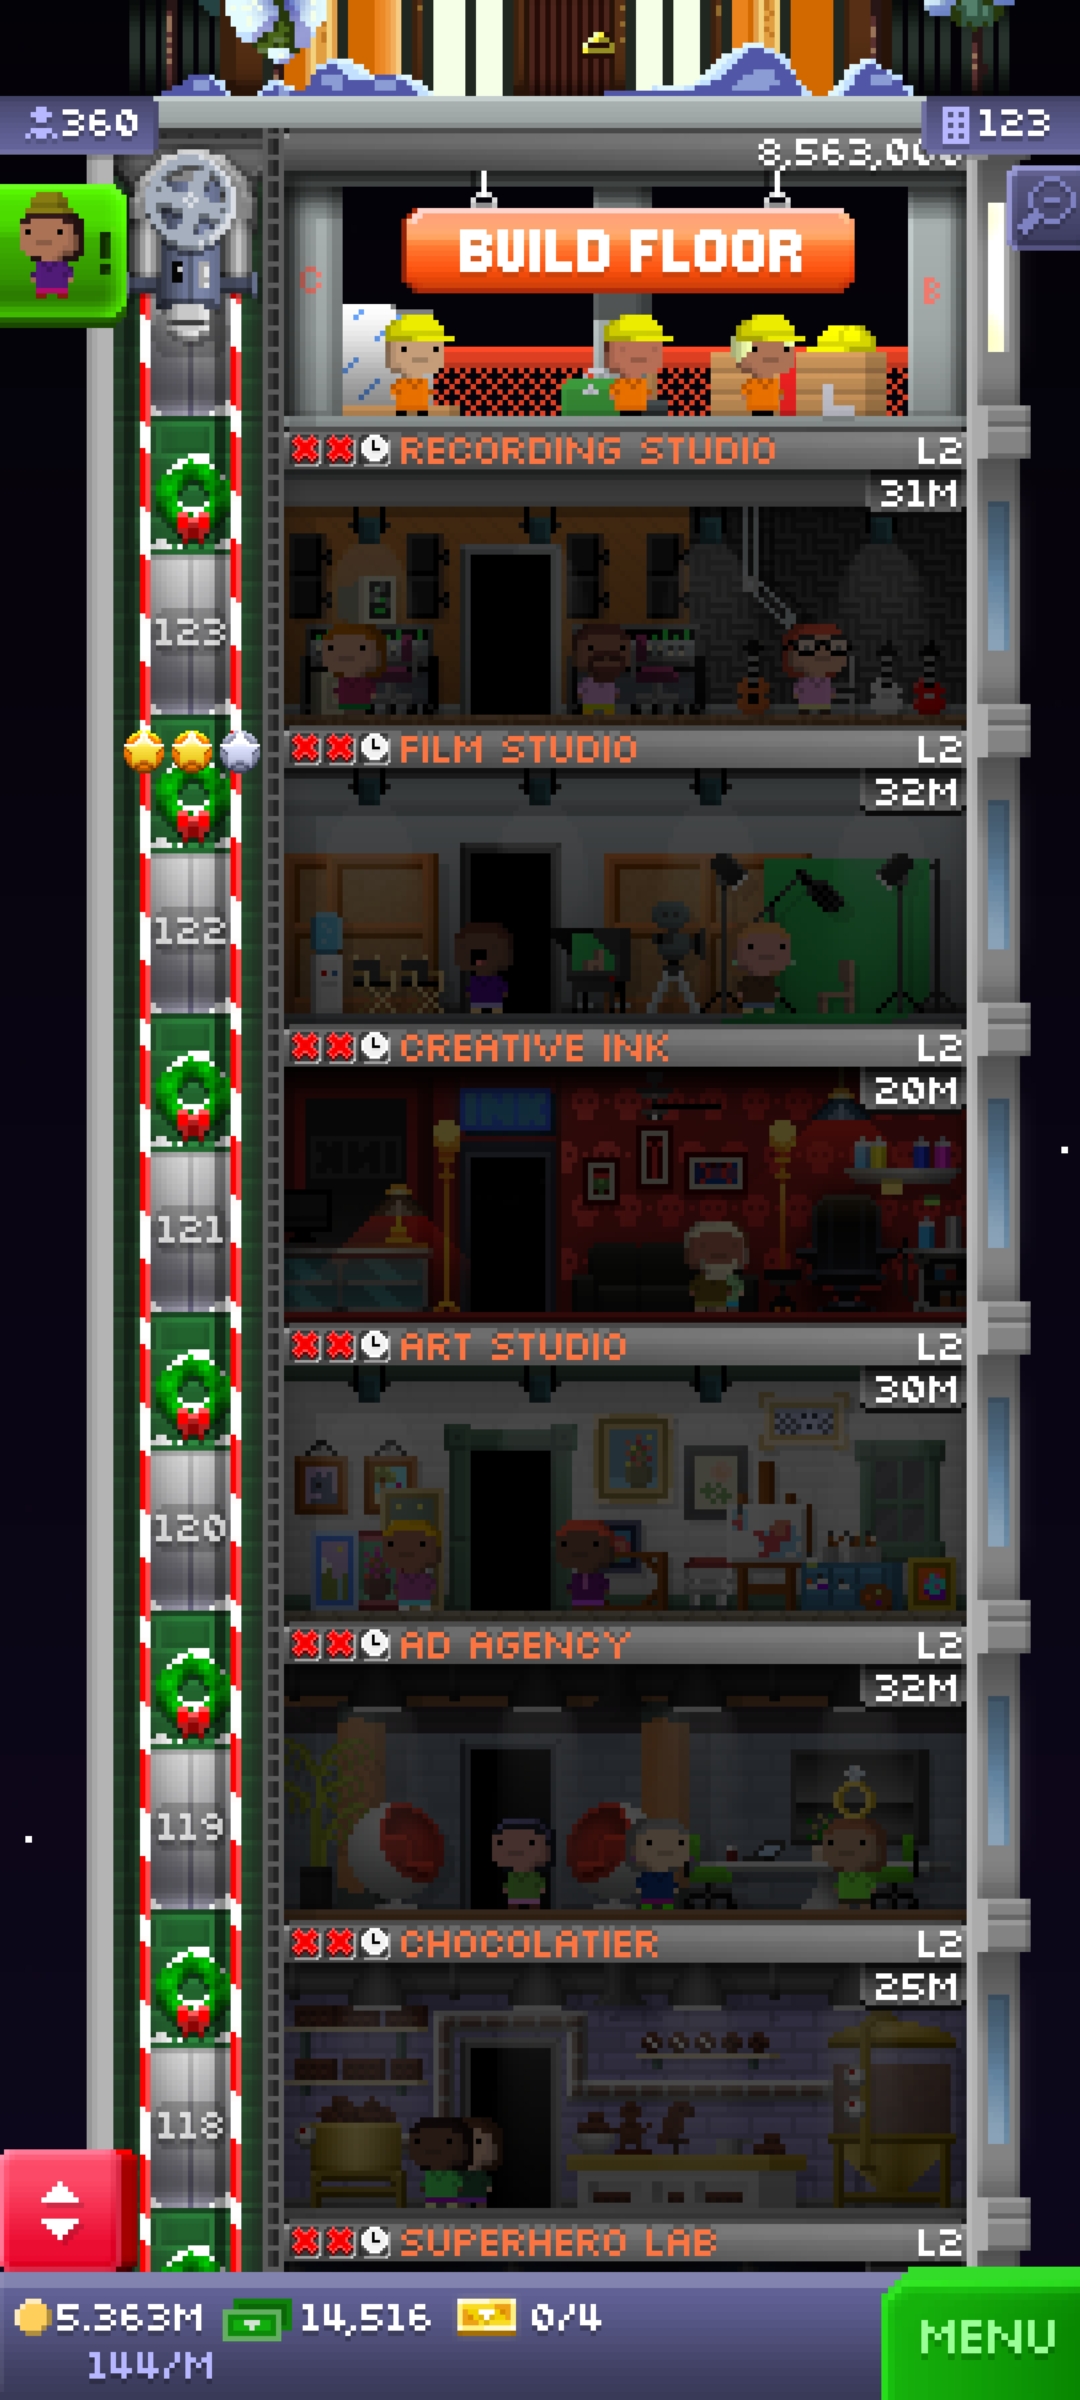 360
123
8,563,00
BUILD FLOOR
C
B
RECORDING STUDIO L2
31M
123
FILM STUDIO L2
32M
122
CREATIVE INK L2
20M
INK
INK
121
ART STUDIO L2
30M
120
AD AGENCY L2
32M
119
CHOCOLATIER L2
25M
118
SUPERHERO LAB L2
5.363M 14,516 0/4
144/M
MENU